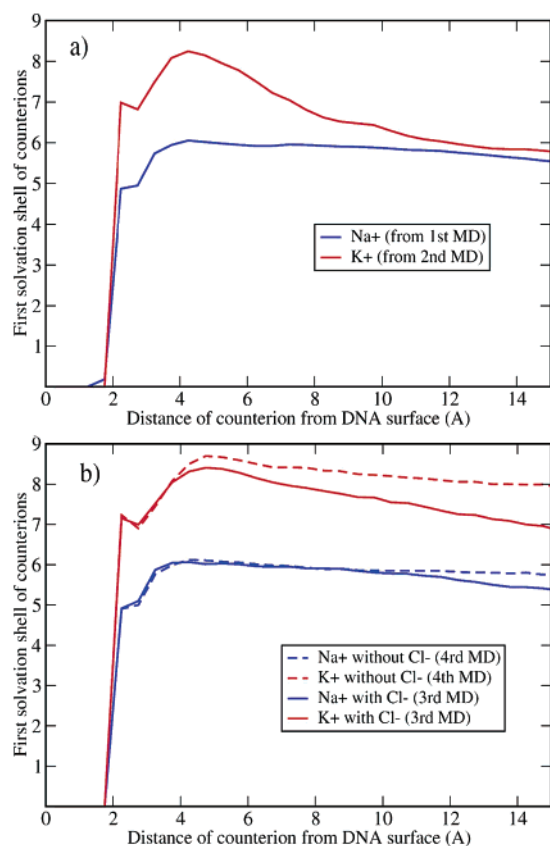 a)
9
8
7
6
5
4
3
2
1
First solvation shell of counterions
Na+ (from 1st MD)
K+ (from 2nd MD)
0 2 4 6 8 10 12 14
Distance of counterion from DNA surface (A)
b)
9
8
7
6
5
4
3
2
1
First solvation shell of counterions
Na+ without Cl- (4rd MD)
K+ without Cl- (4th MD)
Na+ with Cl- (3rd MD)
K+ with Cl- (3rd MD)
0 2 4 6 8 10 12 14
Distance of counterion from DNA surface (A)